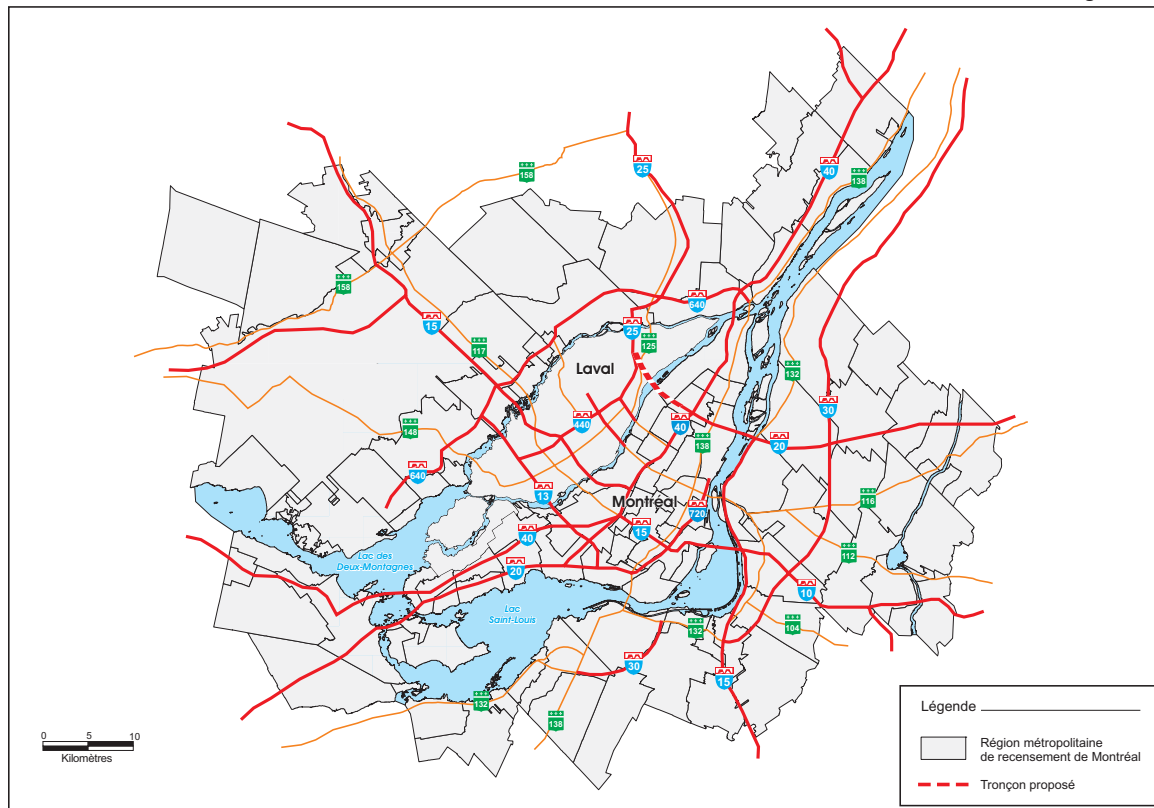 40
25
138
158
158
640
15
25
125
117
132
Laval
30
440
40
148
138
20
640
13
Montréal
720
116
15
40
Lac des
Deux-Montagnes
112
20
10
Lac
Saint-Louis
104
132
30
15
132
138
Légende
Région métropolitaine
de recensement de Montréal
Tronçon proposé
0 5 10
Kilomètres